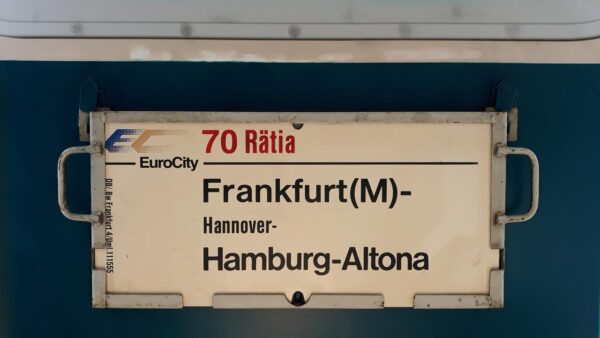 EC
EuroCity
70 Rätia
Frankfurt(M)-
Hannover-
Hamburg-Altona